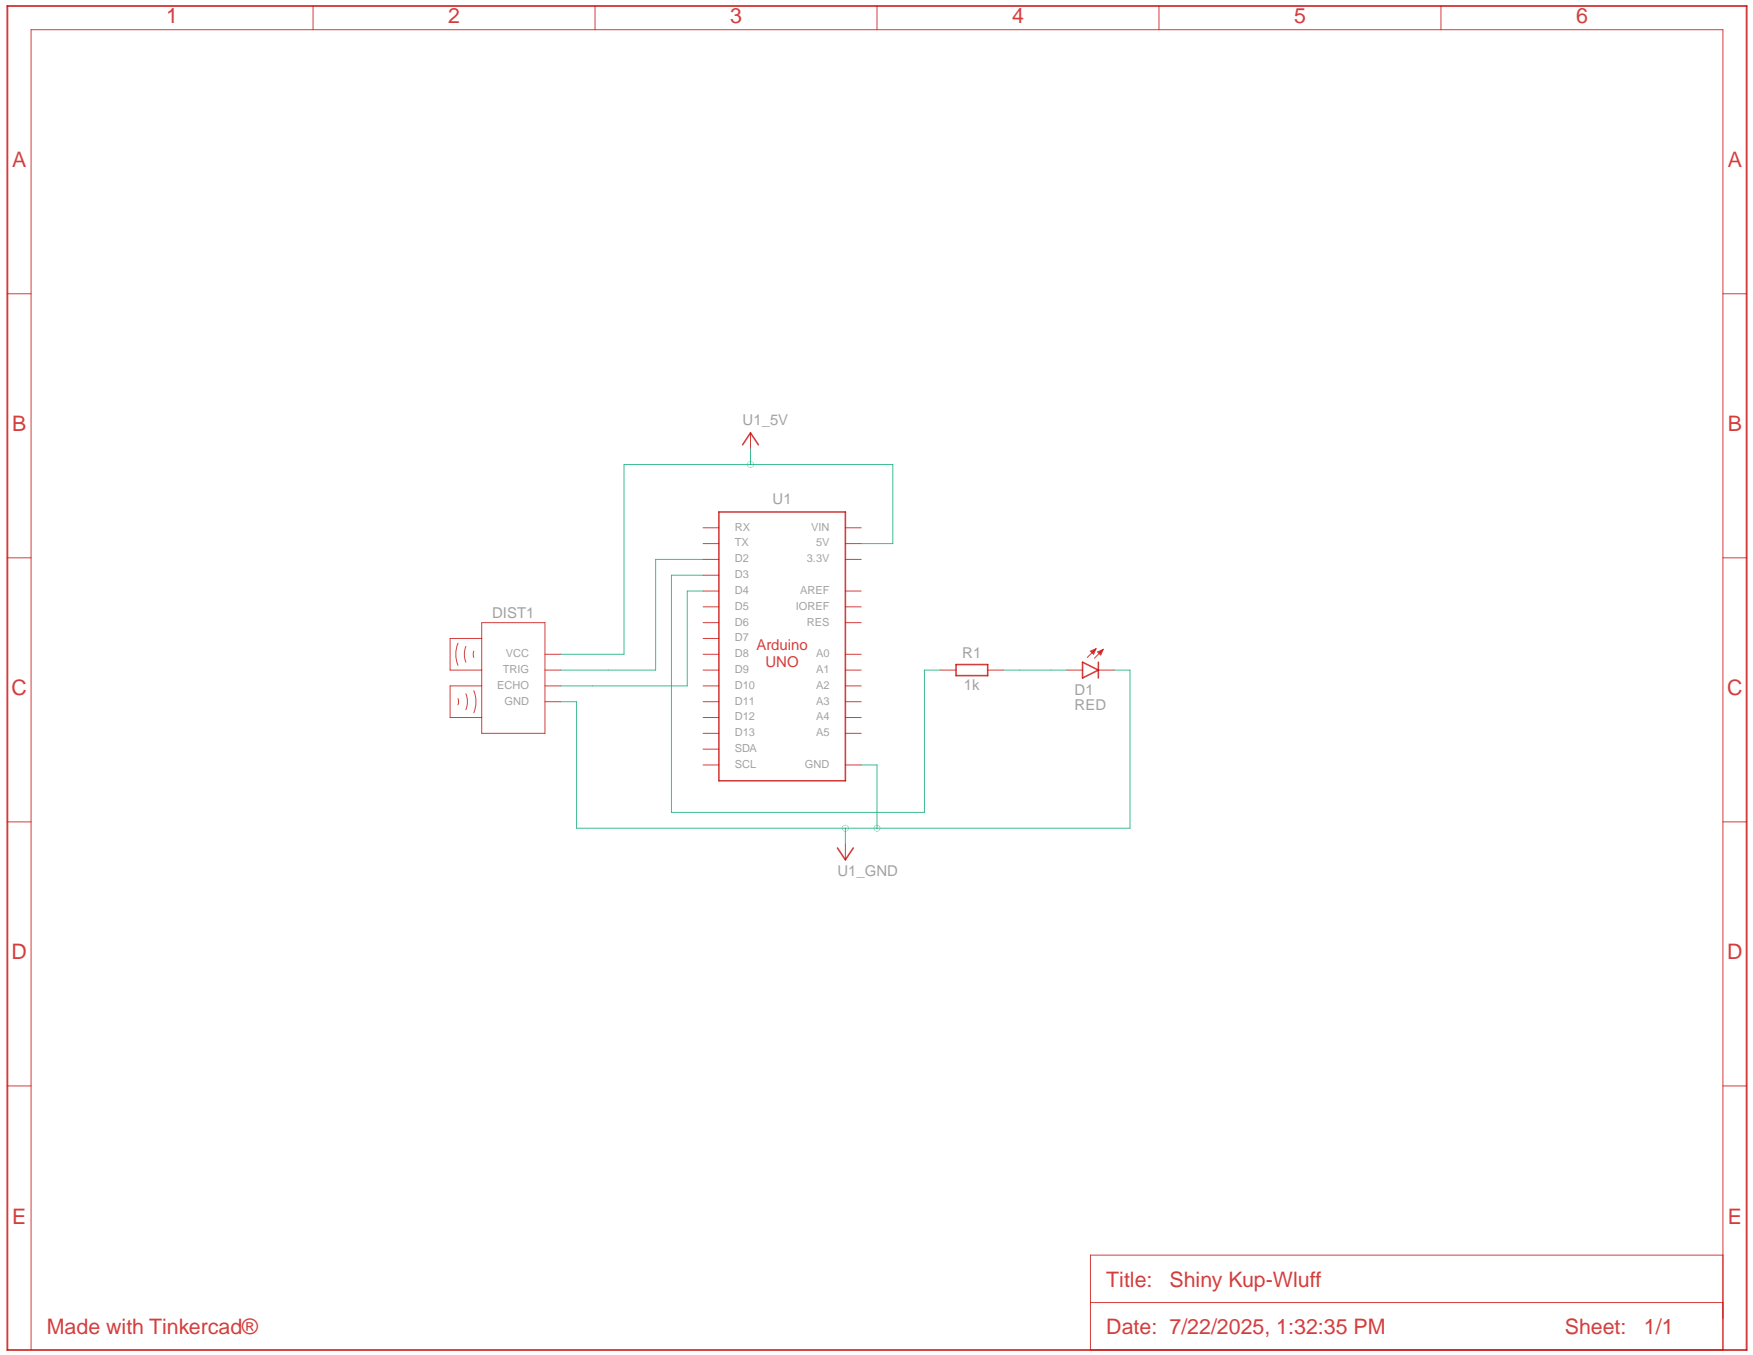 1 2 3 4 5 6
A A
B B
U1_5V
U1
RX VIN
TX 5V
D2 3.3V
D3
D4 AREF
D5 IOREF
D6 RES
D7
D8 A0
D9 A1
D10 A2
D11 A3
D12 A4
D13 A5
SDA
SCL GND
Arduino
UNO
DIST1
VCC
TRIG
ECHO
GND
R1
1k
D1
RED
C C
U1_GND
D D
E E
Title: Shiny Kup-Wluff
Made with Tinkercad®
Date: 7/22/2025, 1:32:35 PM Sheet: 1/1